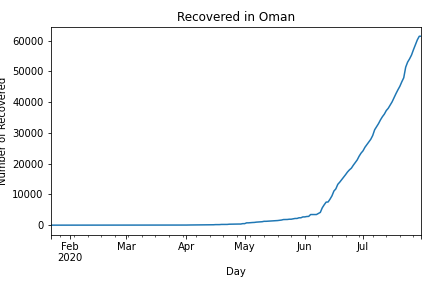 Recovered in Oman
Number of Recovered
60000
50000
40000
30000
20000
10000
0
Feb
2020
Mar
Apr
May
Jun
Jul
Day